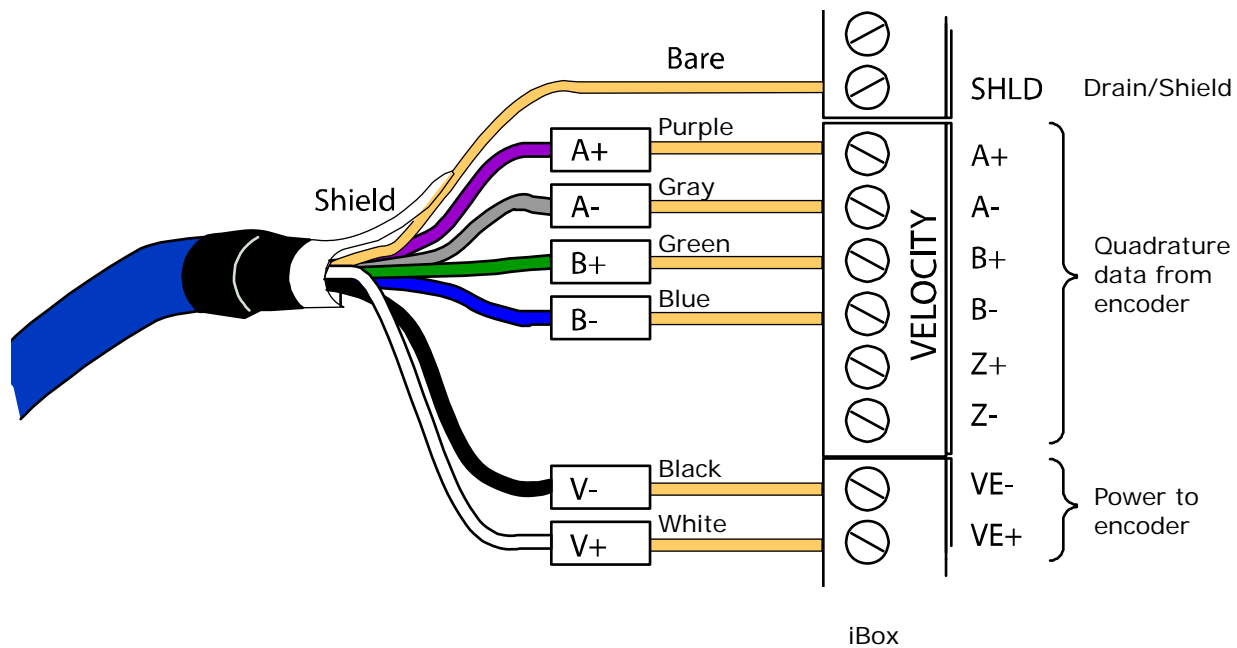 Bare
SHLD Drain/Shield
Purple
A+ A+
Shield
Gray
A- A-
Green
B+ B+
Blue
B- B-
VELOCITY
Quadrature
data from
encoder
Z+
Z-
Black
V- VE-
White
V+ VE+
Power to
encoder
iBox